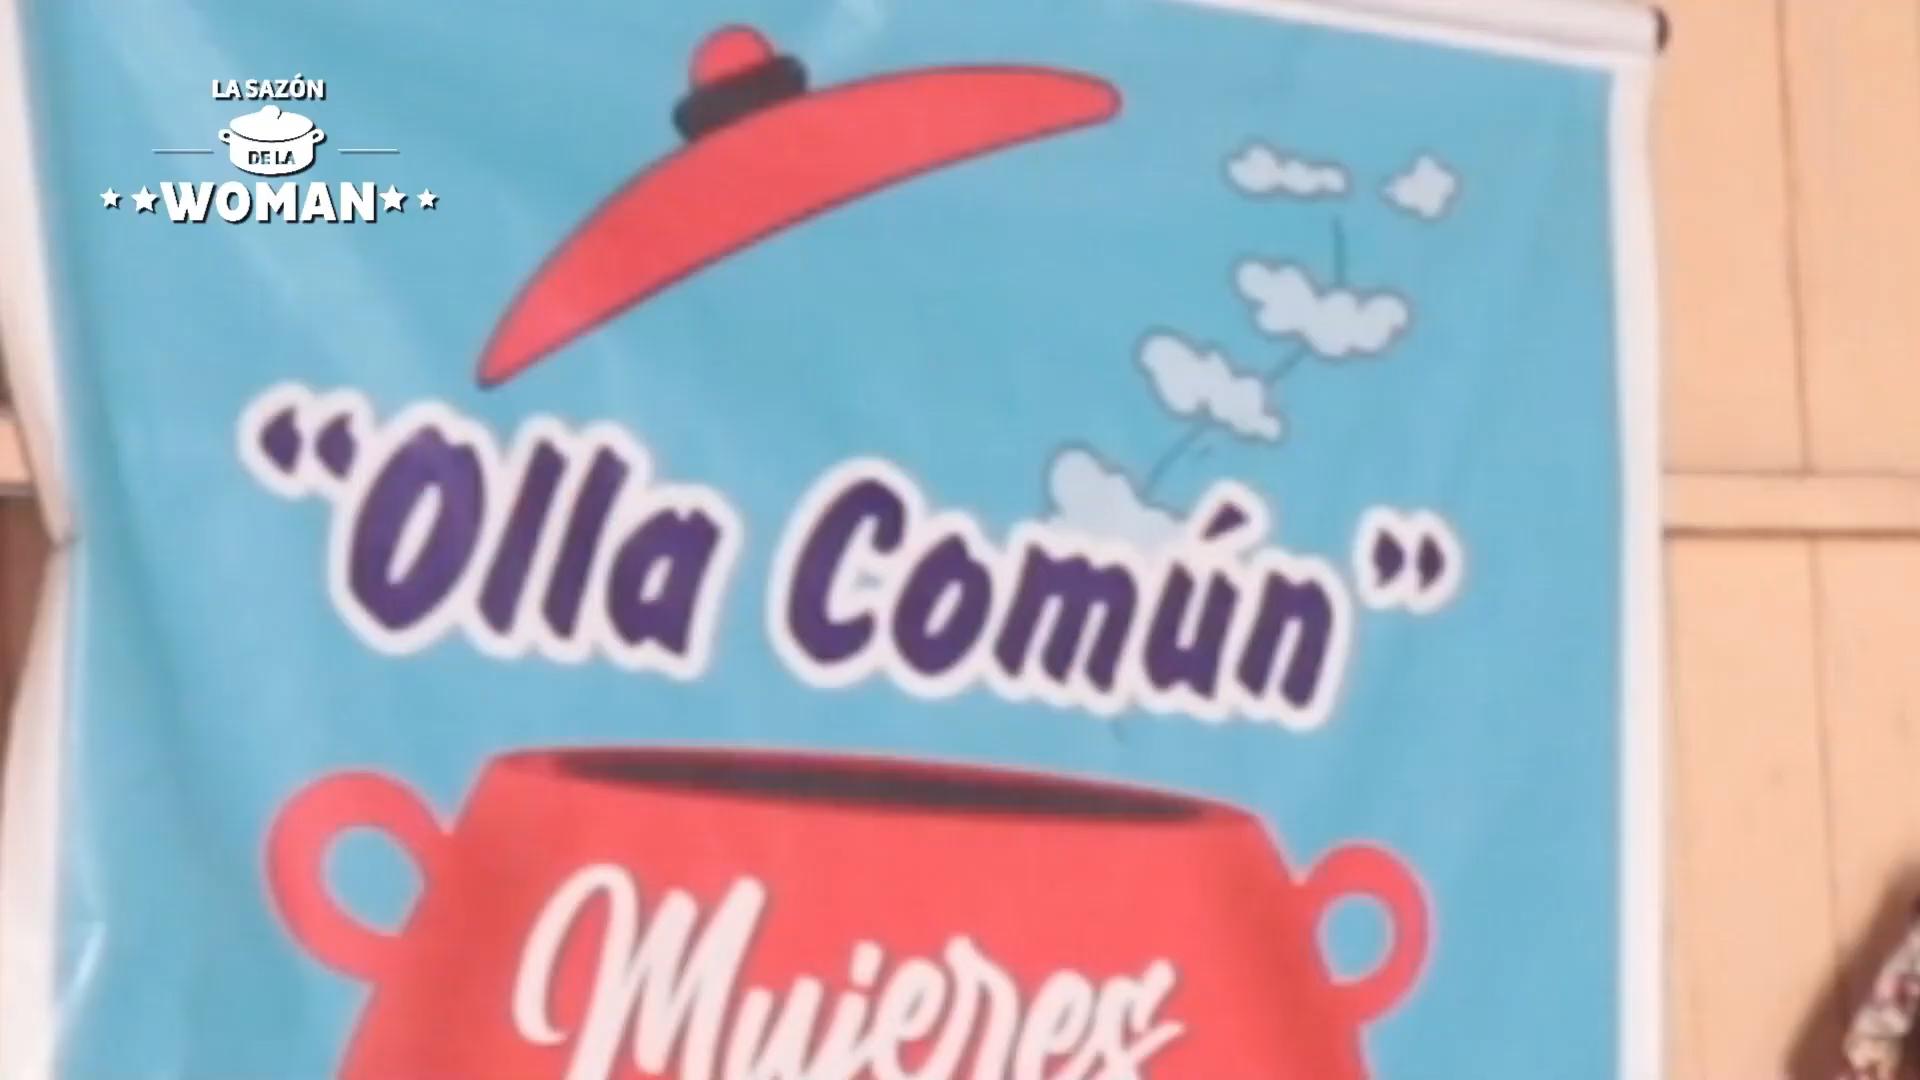 LA SAZÓN
DE LA
★★WOMAN★★
“Olla Común”
Mujeres